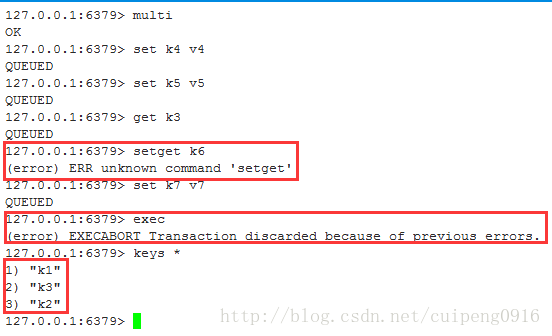 127.0.0.1:6379> multi
OK
127.0.0.1:6379> set k4 v4
QUEUED
127.0.0.1:6379> set k5 v5
QUEUED
127.0.0.1:6379> get k3
QUEUED
127.0.0.1:6379> setget k6
(error) ERR unknown command 'setget'
127.0.0.1:6379> set k7 v7
QUEUED
127.0.0.1:6379> exec
(error) EXECABORT Transaction discarded because of previous errors.
127.0.0.1:6379> keys *
1) "k1"
2) "k3"
3) "k2"
127.0.0.1:6379>
http://blog.csdn.net/cuipeng0916